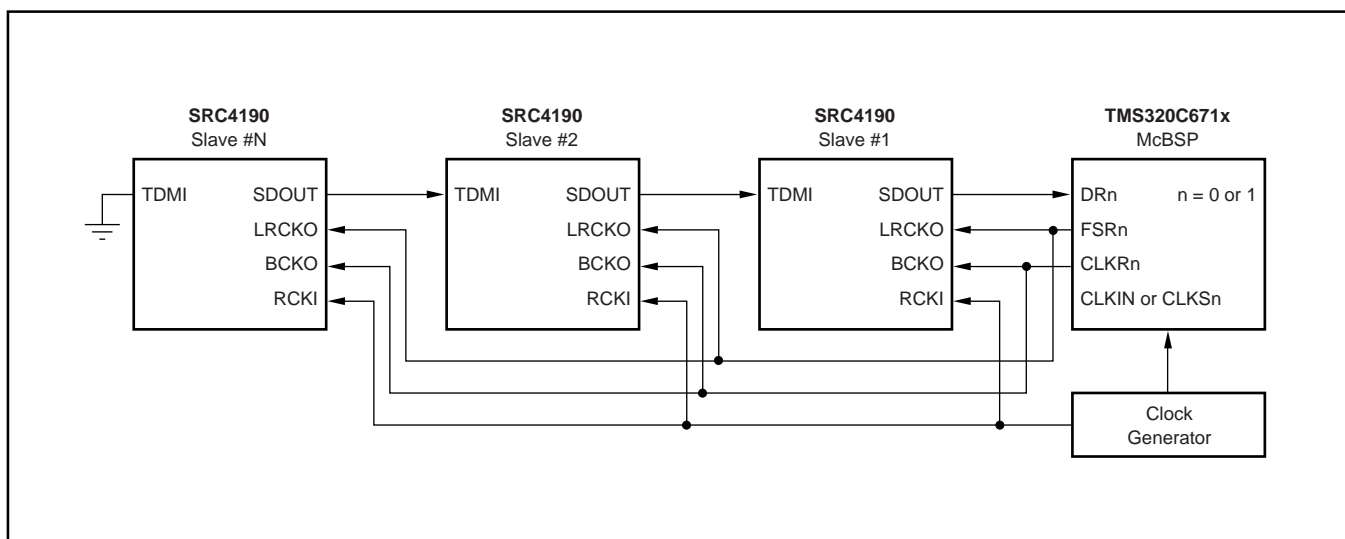 SRC4190
Slave #N
TDMI
SDOUT
LRCKO
BCKO
RCKI
SRC4190
Slave #2
TDMI
SDOUT
LRCKO
BCKO
RCKI
SRC4190
Slave #1
TDMI
SDOUT
LRCKO
BCKO
RCKI
TMS320C671x
McBSP
DRn
n = 0 or 1
FSRn
CLKRn
CLKIN or CLKSn
Clock
Generator